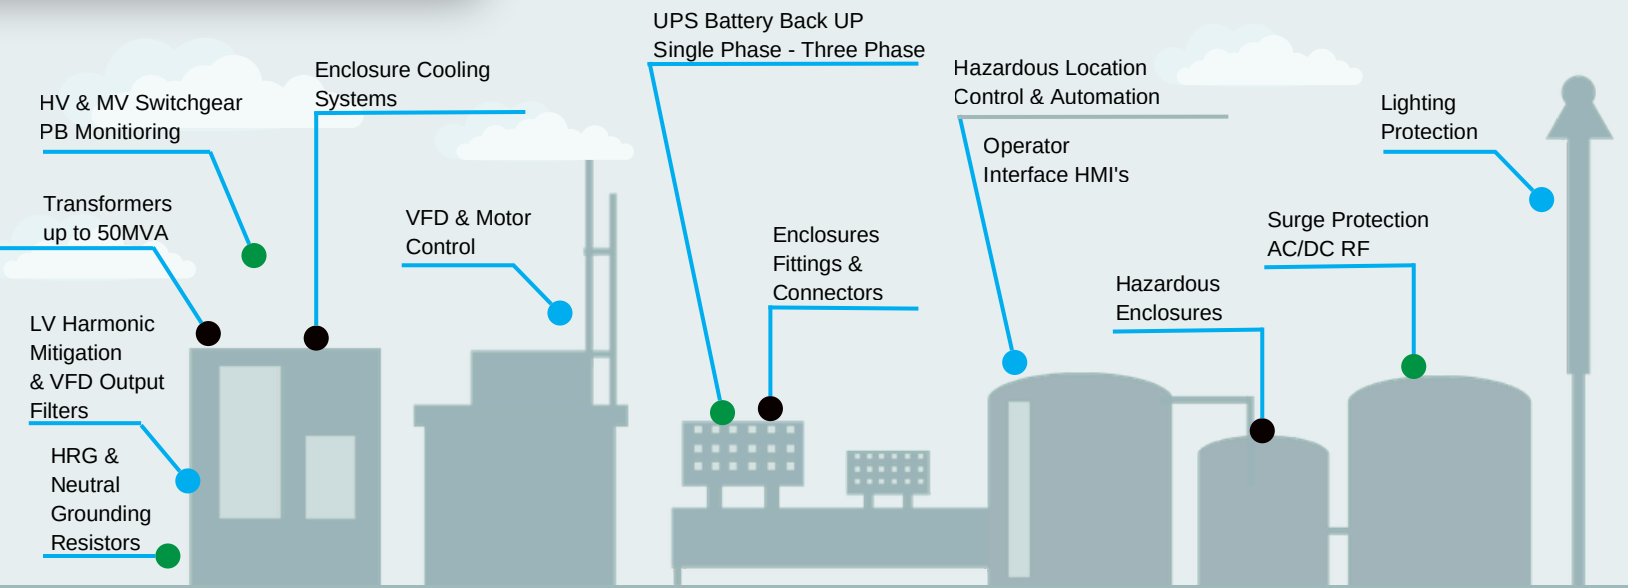 HV & MV Switchgear
PB Monitioring
Enclosure Cooling
Systems
UPS Battery Back UP
Single Phase - Three Phase
Hazardous Location
Control & Automation
Operator
Interface HMI's
Lighting
Protection
Transformers
up to 50MVA
VFD & Motor
Control
Enclosures
Fittings &
Connectors
Surge Protection
AC/DC RF
Hazardous
Enclosures
LV Harmonic
Mitigation
& VFD Output
Filters
HRG &
Neutral
Grounding
Resistors